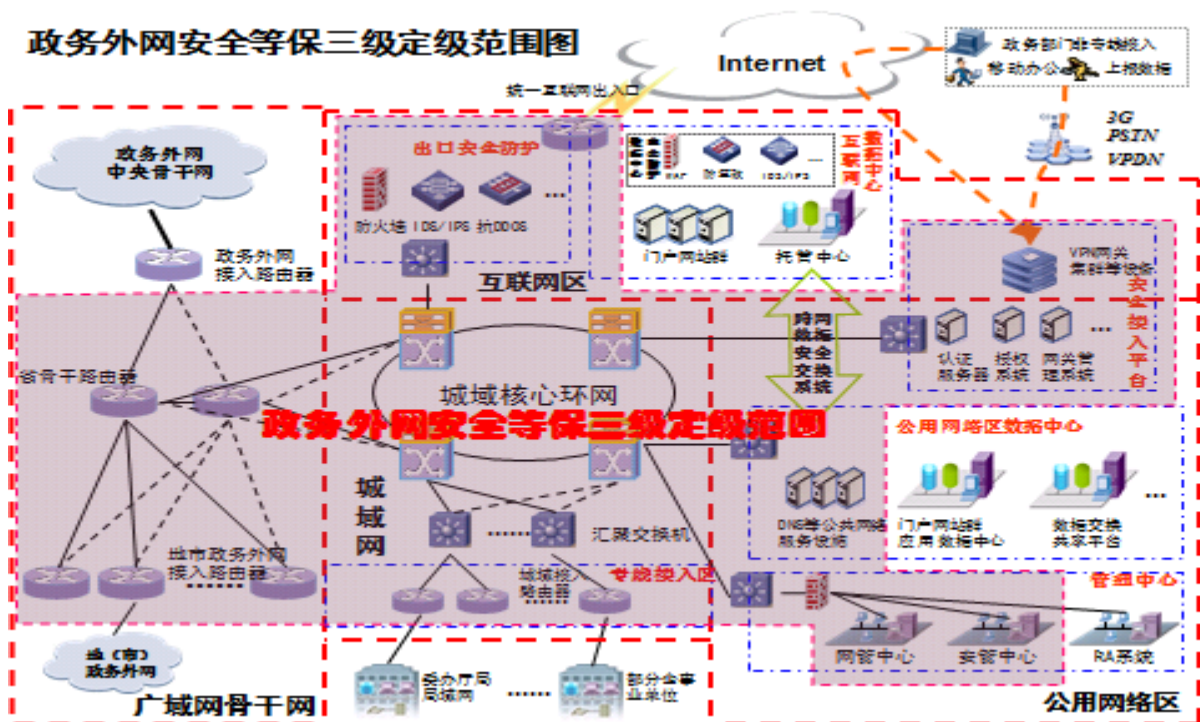 政务外网安全等保三级定级范围图
Internet
政务部门非专线接入
移动办公
上报数据
统一互联网出入口
3G
PSTN
VPDN
政务外网
中央骨干网
政务外网
接入路由器
出口安全防护
防火墙
IDS/IPS
抗DDOS
...
互联网区
WAF
防篡改
IDS/IPS
....
互联网
数据中心
门户网站群
托管中心
VPN网关
集群等设备
安全接入平台
认证
服务器
授权
系统
网关管
理系统
...
跨网
数据
安全
交换
系统
省骨干路由器
城域核心环网
政务外网安全等保三级定级范围
城域网
......
汇聚交换机
地市政务外网
接入路由器
......
城域接入
路由器
......
专线接入区
地（市）
政务外网
广域网骨干网
委办厅局
局域网
......
部分企事
业单位
DNS等公共网络
服务设施
公用网络区数据中心
门户网站群
应用数据中心
数据交换
共享平台
...
管理中心
网管中心
安管中心
RA系统
公用网络区